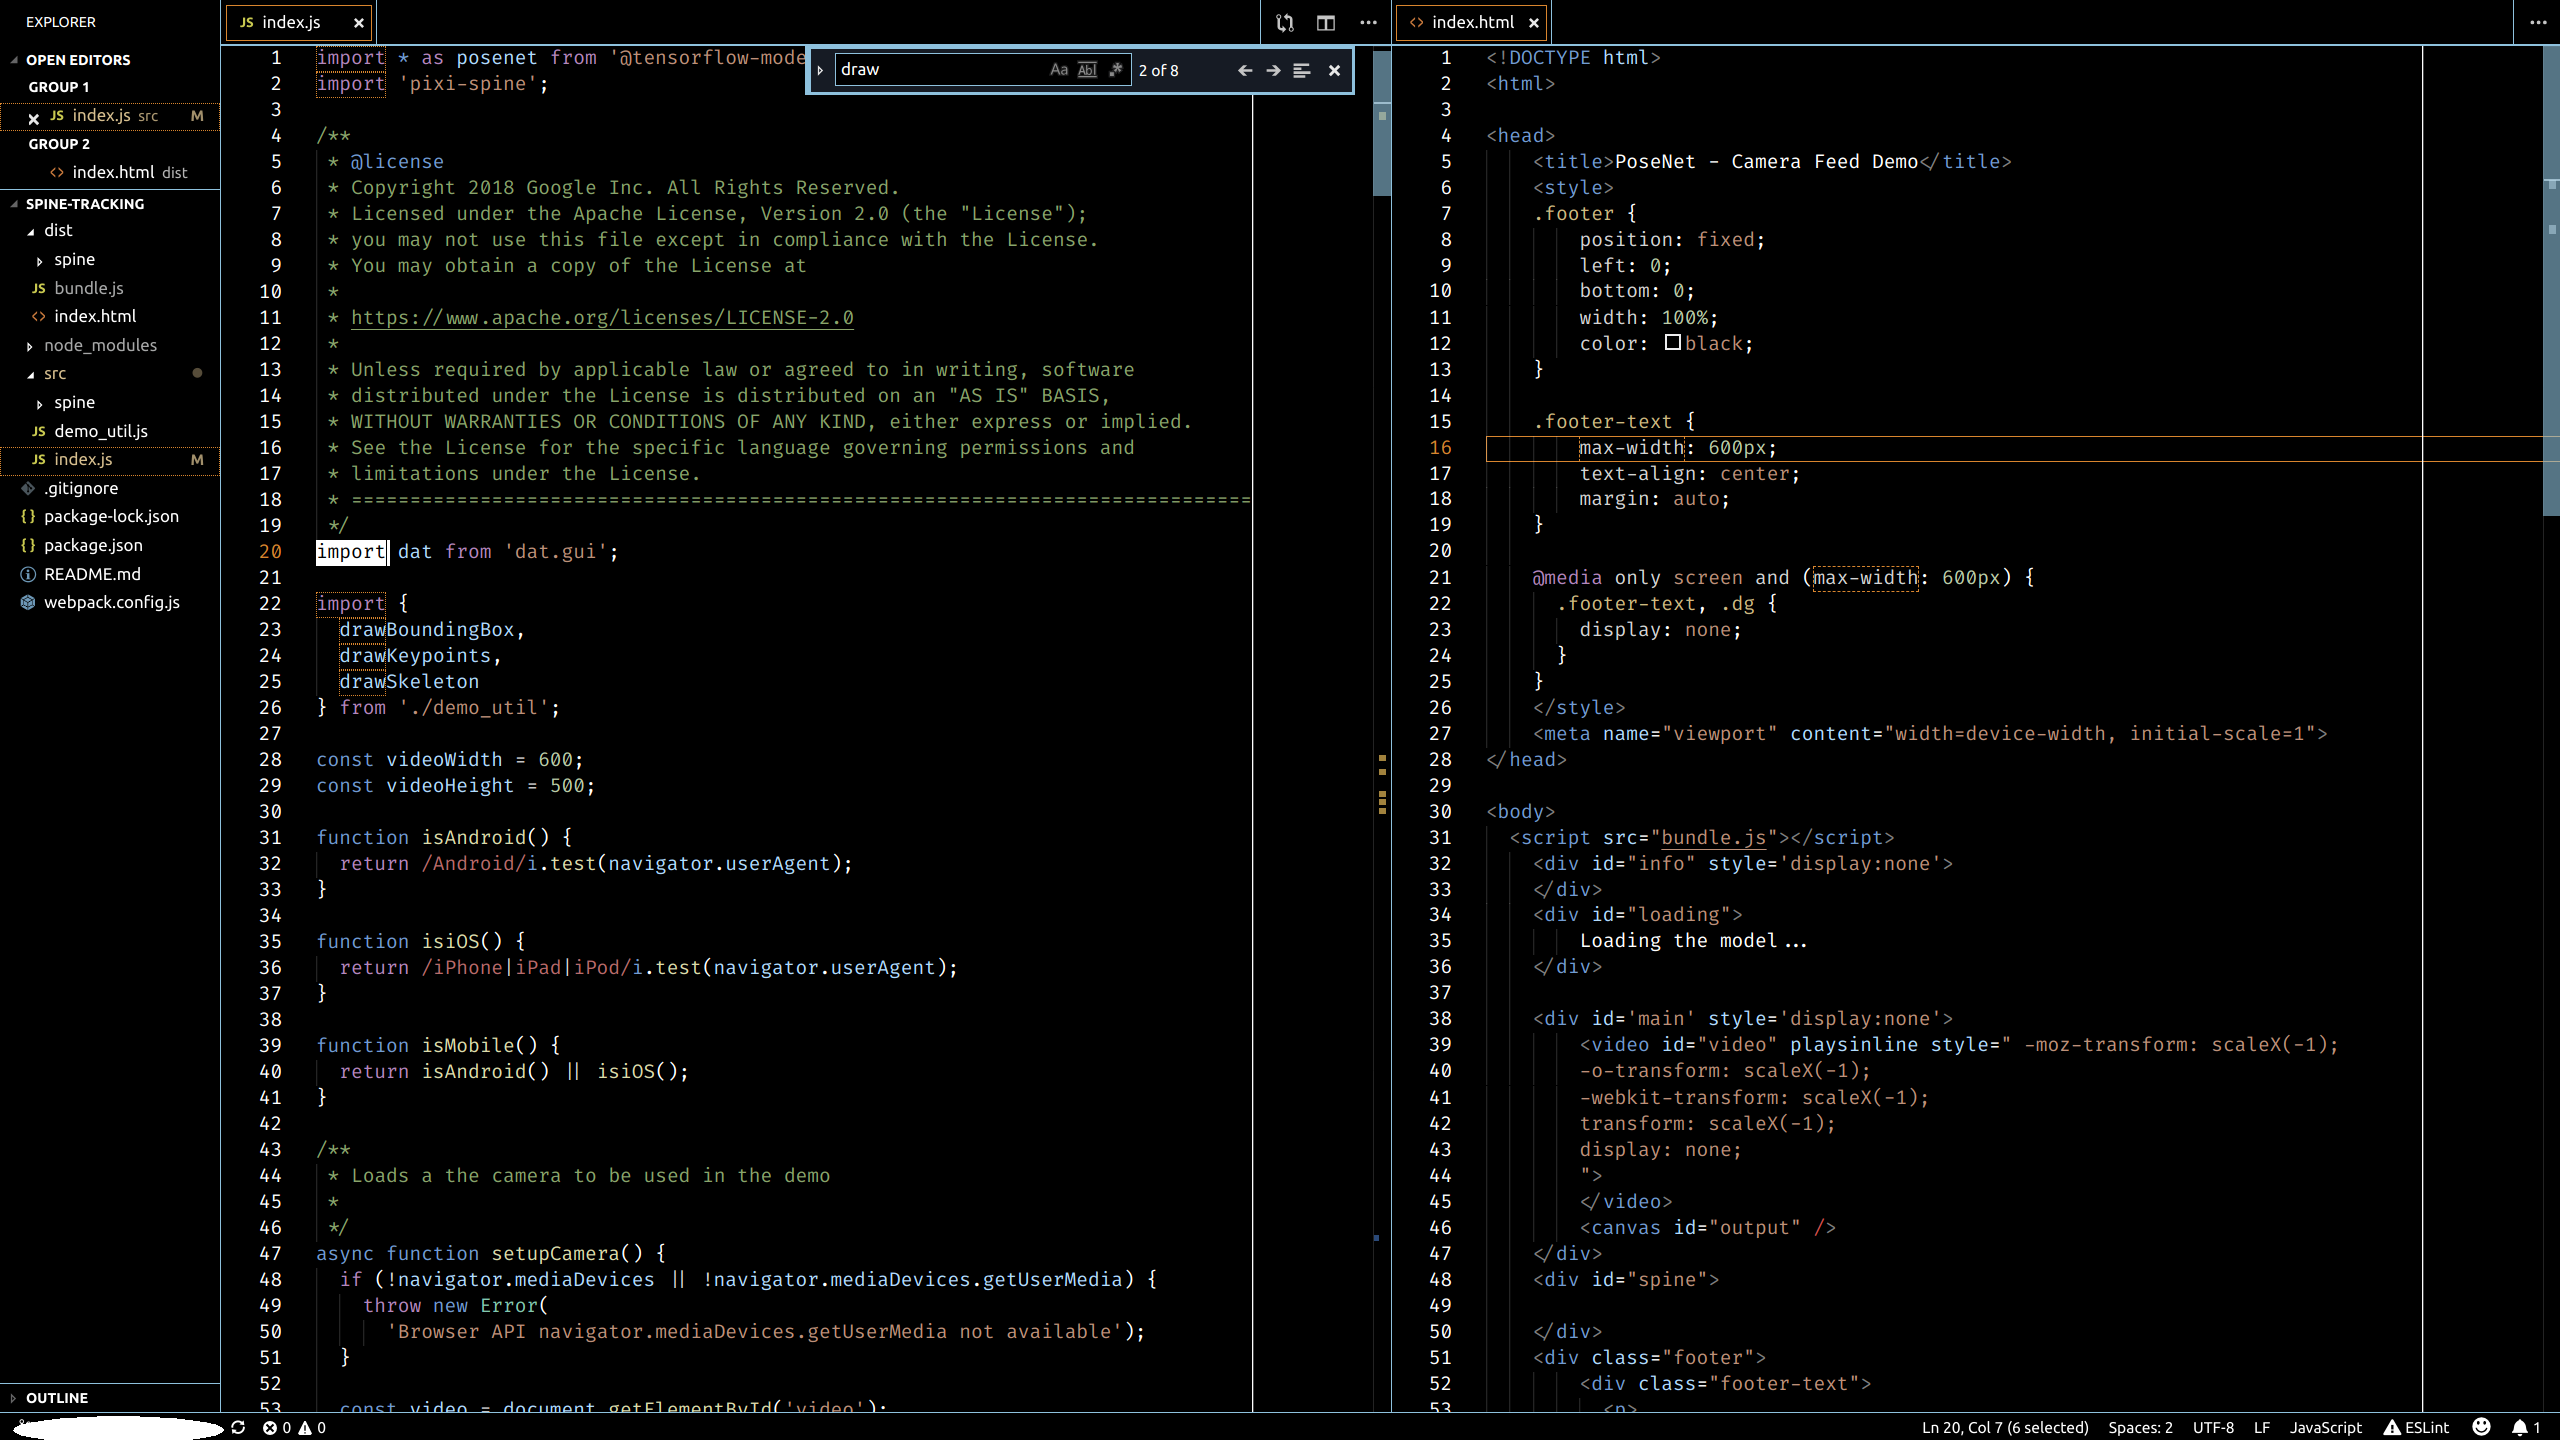 EXPLORER
OPEN EDITORS
GROUP 1
JS index.js src M
GROUP 2
<> index.html dist
SPINE-TRACKING
dist
spine
JS bundle.js
<> index.html
node_modules
src
spine
JS demo_util.js
JS index.js M
.gitignore
{} package-lock.json
{} package.json
README.md
webpack.config.js
OUTLINE
JS index.js ×
draw Aa Abl .* 2 of 8
1 import * as posenet from '@tensorflow-mode
2 import 'pixi-spine';
3
4 /**
5 * @license
6 * Copyright 2018 Google Inc. All Rights Reserved.
7 * Licensed under the Apache License, Version 2.0 (the "License");
8 * you may not use this file except in compliance with the License.
9 * You may obtain a copy of the License at
10 *
11 * https://www.apache.org/licenses/LICENSE-2.0
12 *
13 * Unless required by applicable law or agreed to in writing, software
14 * distributed under the License is distributed on an "AS IS" BASIS,
15 * WITHOUT WARRANTIES OR CONDITIONS OF ANY KIND, either express or implied.
16 * See the License for the specific language governing permissions and
17 * limitations under the License.
18 * =============================================================================
19 */
20 import dat from 'dat.gui';
21
22 import {
23 drawBoundingBox,
24 drawKeypoints,
25 drawSkeleton
26 } from './demo_util';
27
28 const videoWidth = 600;
29 const videoHeight = 500;
30
31 function isAndroid() {
32 return /Android/i.test(navigator.userAgent);
33 }
34
35 function isiOS() {
36 return /iPhone|iPad|iPod/i.test(navigator.userAgent);
37 }
38
39 function isMobile() {
40 return isAndroid() || isiOS();
41 }
42
43 /**
44 * Loads a the camera to be used in the demo
45 *
46 */
47 async function setupCamera() {
48 if (!navigator.mediaDevices || !navigator.mediaDevices.getUserMedia) {
49 throw new Error(
50 'Browser API navigator.mediaDevices.getUserMedia not available');
51 }
52
53 const video = document.getElementById('video');
<> index.html ×
1 <!DOCTYPE html>
2 <html>
3
4 <head>
5 <title>PoseNet - Camera Feed Demo</title>
6 <style>
7 .footer {
8 position: fixed;
9 left: 0;
10 bottom: 0;
11 width: 100%;
12 color: black;
13 }
14
15 .footer-text {
16 max-width: 600px;
17 text-align: center;
18 margin: auto;
19 }
20
21 @media only screen and (max-width: 600px) {
22 .footer-text, .dg {
23 display: none;
24 }
25 }
26 </style>
27 <meta name="viewport" content="width=device-width, initial-scale=1">
28 </head>
29
30 <body>
31 <script src="bundle.js"></script>
32 <div id="info" style='display:none'>
33 </div>
34 <div id="loading">
35 Loading the model...
36 </div>
37
38 <div id='main' style='display:none'>
39 <video id="video" playsinline style=" -moz-transform: scaleX(-1);
40 -o-transform: scaleX(-1);
41 -webkit-transform: scaleX(-1);
42 transform: scaleX(-1);
43 display: none;
44 ">
45 </video>
46 <canvas id="output" />
47 </div>
48 <div id="spine">
49
50 </div>
51 <div class="footer">
52 <div class="footer-text">
53 <p>
0 0
Ln 20, Col 7 (6 selected) Spaces: 2 UTF-8 LF JavaScript ESLint 1